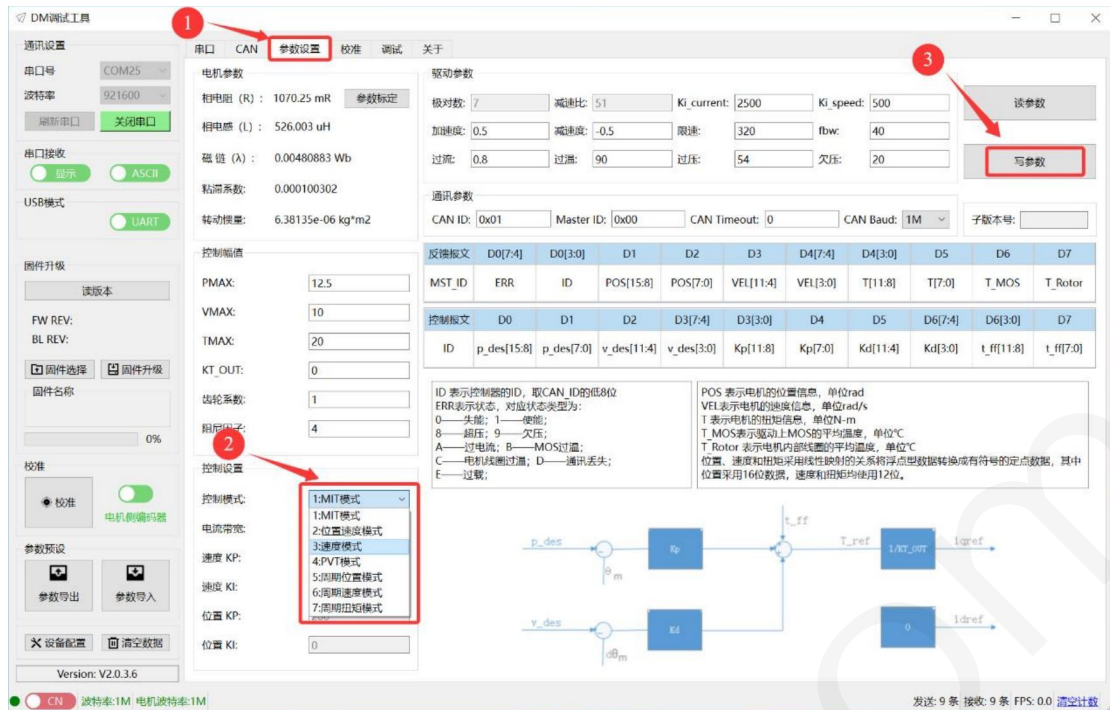 DM调试工具
1
通讯设置
串口号 COM25
波特率 921600
刷新串口 关闭串口
串口接收
显示 ASCII
USB模式
UART
固件升级
读版本
FW REV:
BL REV:
固件选择 固件升级
固件名称
0%
校准
校准 电机侧编码器
参数预设
参数导出 参数导入
设备配置 清空数据
Version: V2.0.3.6
串口 CAN 参数设置 校准 调试 关于
电机参数
相电阻 (R) : 1070.25 mR 参数标定
相电感 (L) : 526.003 uH
磁 链 (λ) : 0.00480883 Wb
粘滞系数: 0.000100302
转动惯量: 6.38135e-06 kg*m2
控制幅值
PMAX: 12.5
VMAX: 10
TMAX: 20
KT_OUT: 0
齿轮系数: 1
阻尼因子: 4
2
控制设置
控制模式: 1:MIT模式
1:MIT模式
电流带宽: 2:位置速度模式
3:速度模式
速度 KP: 4:PVT模式
5:周期位置模式
速度 KI: 6:周期速度模式
7:周期扭矩模式
位置 KP:
位置 KI: 0
驱动参数
3
极对数: 7 减速比: 51 Ki_current: 2500 Ki_speed: 500 读参数
加速度: 0.5 减速度: -0.5 限速: 320 fbw: 40
过流: 0.8 过温: 90 过压: 54 欠压: 20 写参数
通讯参数
CAN ID: 0x01 Master ID: 0x00 CAN Timeout: 0 CAN Baud: 1M 子版本号:
反馈报文 D0[7:4] D0[3:0] D1 D2 D3 D4[7:4] D4[3:0] D5 D6 D7
MST_ID ERR ID POS[15:8] POS[7:0] VEL[11:4] VEL[3:0] T[11:8] T[7:0] T_MOS T_Rotor
控制报文 D0 D1 D2 D3[7:4] D3[3:0] D4 D5 D6[7:4] D6[3:0] D7
ID p_des[15:8] p_des[7:0] v_des[11:4] v_des[3:0] Kp[11:8] Kp[7:0] Kd[11:4] Kd[3:0] t_ff[11:8] t_ff[7:0]
ID 表示控制器的ID，取CAN_ID的低8位
ERR表示状态，对应状态类型为：
0——失能；1——使能；
8——超压；9——欠压；
A——过电流；B——MOS过温；
C——电机线圈过温；D——通讯丢失；
E——过载；
POS 表示电机的位置信息，单位rad
VEL表示电机的速度信息，单位rad/s
T 表示电机的扭矩信息，单位N-m
T_MOS表示驱动上MOS的平均温度，单位℃
T_Rotor 表示电机内部线圈的平均温度，单位℃
位置、速度和扭矩采用线性映射的关系将浮点型数据转换成有符号的定点数据，其中
位置采用16位数据，速度和扭矩均使用12位。
t_ff
p_des Kp T_ref 1/KT_OUT iqref
θm
v_des Kd 0 idref
dθm
CN 波特率:1M 电机波特率:1M
发送: 9 条 接收: 9 条 FPS: 0.0 清空计数